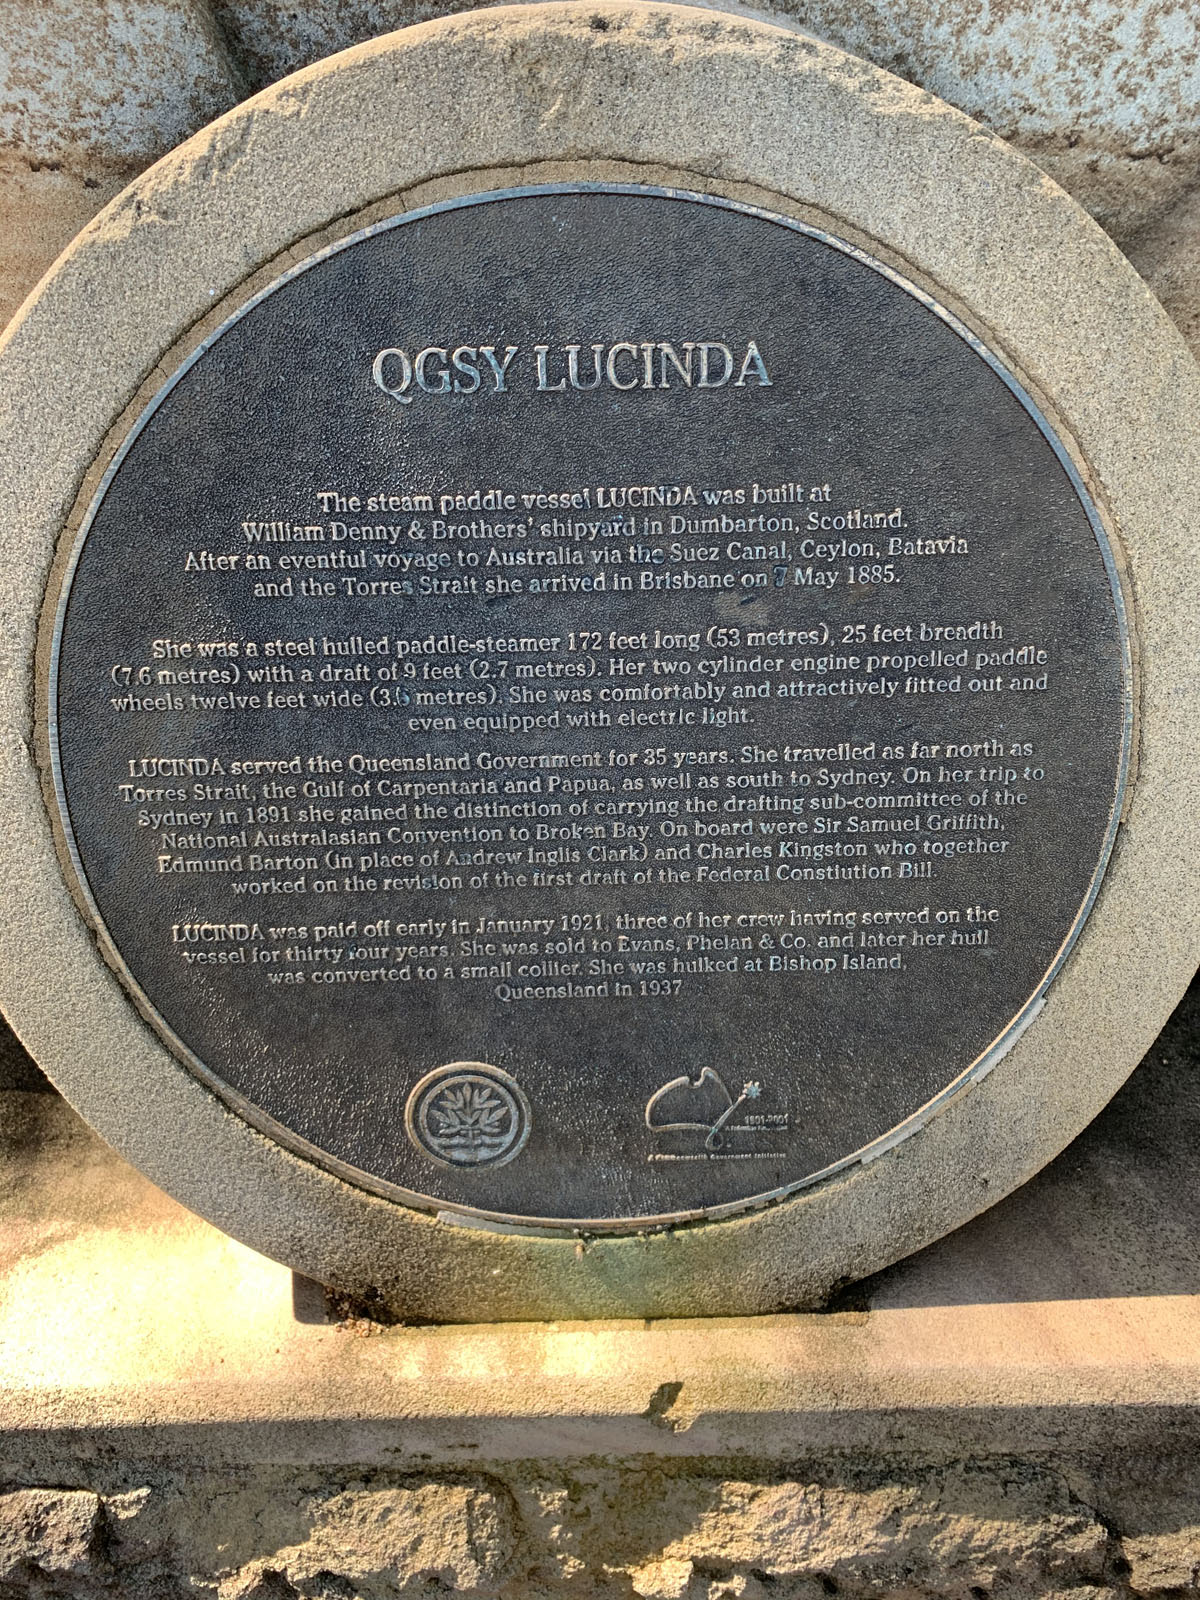 QGSY LUCINDA
The steam paddle vessel LUCINDA was built at
William Denny & Brothers' shipyard in Dumbarton, Scotland.
After an eventful voyage to Australia via the Suez Canal, Ceylon, Batavia
and the Torres Strait she arrived in Brisbane on 7 May 1885.
She was a steel hulled paddle-steamer 172 feet long (53 metres), 25 feet breadth
(7.6 metres) with a draft of 9 feet (2.7 metres). Her two cylinder engine propelled paddle
wheels twelve feet wide (3.6 metres). She was comfortably and attractively fitted out and
even equipped with electric light.
LUCINDA served the Queensland Government for 35 years. She travelled as far north as
Torres Strait, the Gulf of Carpentaria and Papua, as well as south to Sydney. On her trip to
Sydney in 1891 she gained the distinction of carrying the drafting sub-committee of the
National Australasian Convention to Broken Bay. On board were Sir Samuel Griffith,
Edmund Barton (in place of Andrew Inglis Clark) and Charles Kingston who together
worked on the revision of the first draft of the Federal Constiution Bill.
LUCINDA was paid off early in January 1921, three of her crew having served on the
vessel for thirty four years. She was sold to Evans, Phelan & Co. and later her hull
was converted to a small collier. She was hulked at Bishop Island,
Queensland in 1937
1901-2001
A Commonwealth Government Initiative